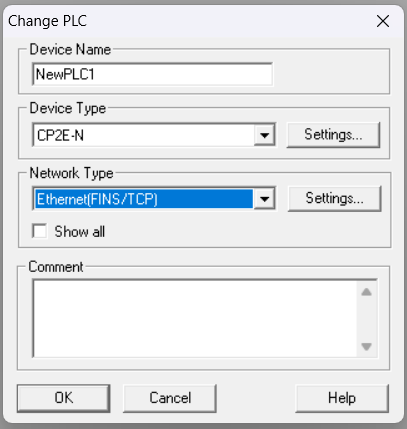 Change PLC
Device Name
NewPLC1
Device Type
CP2E-N
Settings...
Network Type
Ethernet(FINS/TCP)
Settings...
Show all
Comment
OK
Cancel
Help